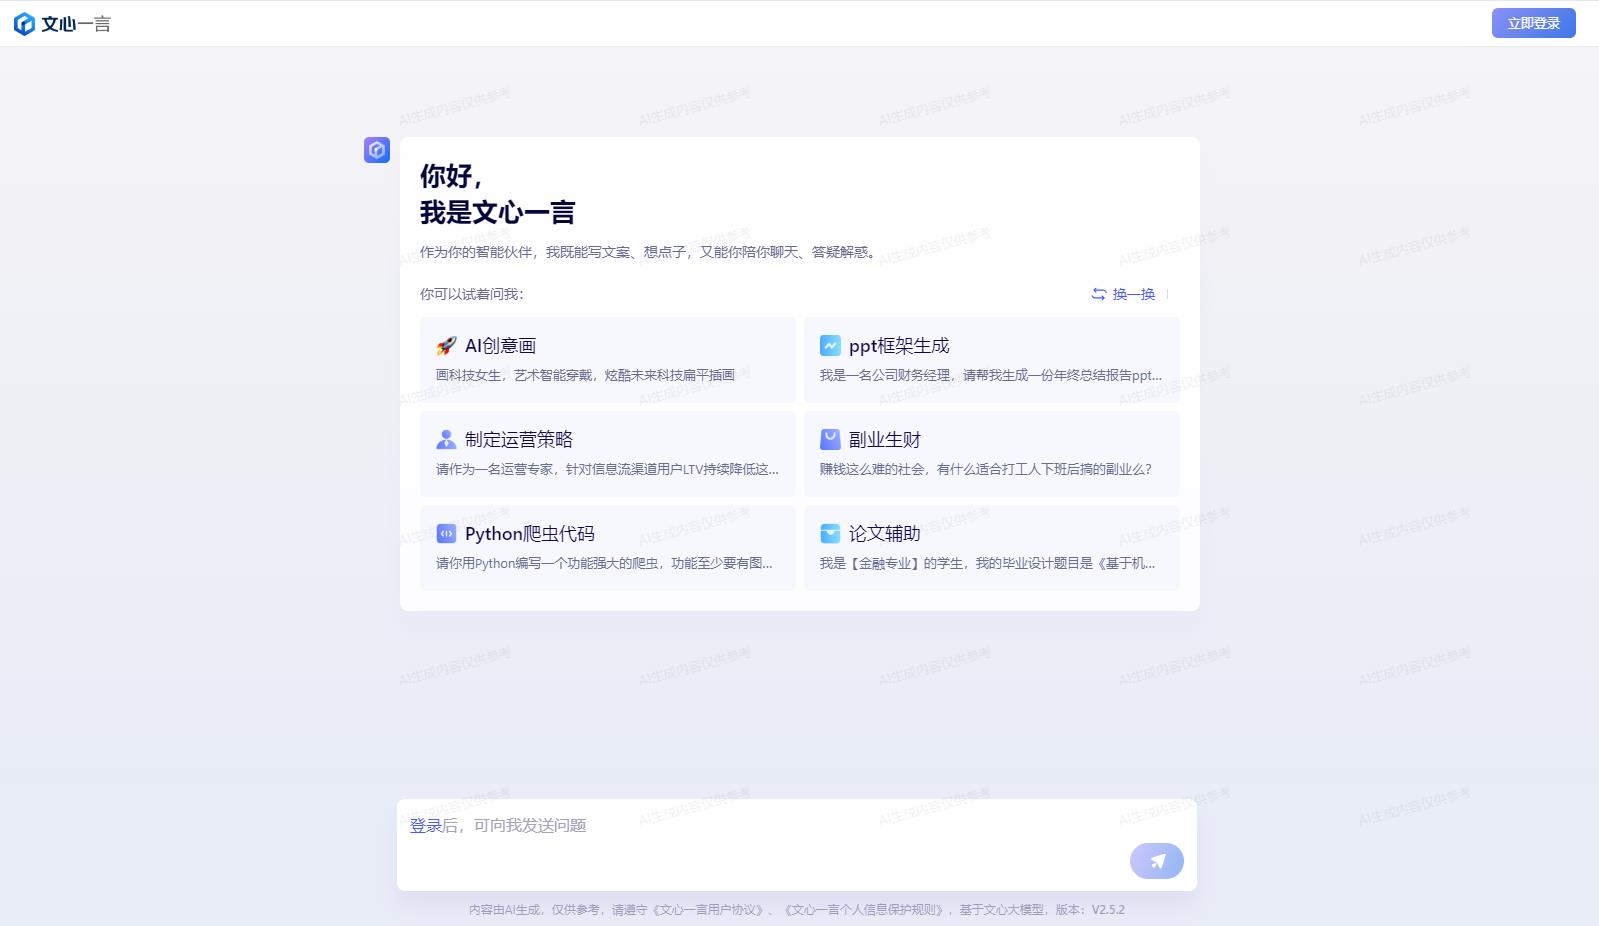 文心一言
立即登录
你好，
我是文心一言
作为你的智能伙伴，我既能写文案、想点子，又能你陪你聊天、答疑解惑。
你可以试着问我：
换一换
AI创意画
画科技女生，艺术智能穿戴，炫酷未来科技扁平插画
ppt框架生成
我是一名公司财务经理，请帮我生成一份年终总结报告ppt...
制定运营策略
请作为一名运营专家，针对信息流渠道用户LTV持续降低这...
副业生财
赚钱这么难的社会，有什么适合打工人下班后搞的副业么？
Python爬虫代码
请你用Python编写一个功能强大的爬虫，功能至少要有图...
论文辅助
我是【金融专业】的学生，我的毕业设计题目是《基于机...
登录后，可向我发送问题
内容由AI生成，仅供参考，请遵守《文心一言用户协议》、《文心一言个人信息保护规则》，基于文心大模型，版本：V2.5.2
AI生成内容仅供参考